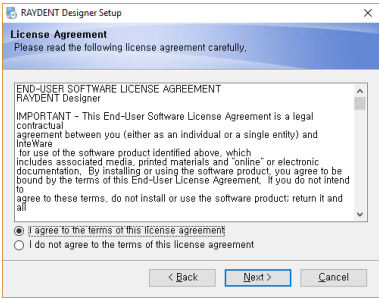 RAYDENT Designer Setup
License Agreement
Please read the following license agreement carefully.
END-USER SOFTWARE LICENSE AGREEMENT
RAYDENT Designer
IMPORTANT - This End-User Software License Agreement is a legal
contractual
agreement between you (either as an individual or a single entity) and
InteWare
for use of the software product identified above, which
includes associated media, printed materials and "online" or electronic
documentation. By installing or using the software product, you agree to be
bound by the terms of this End-User License Agreement. If you do not intend
to
agree to these terms, do not install or use the software product; return it and
all
I agree to the terms of this license agreement
I do not agree to the terms of this license agreement
< Back Next > Cancel